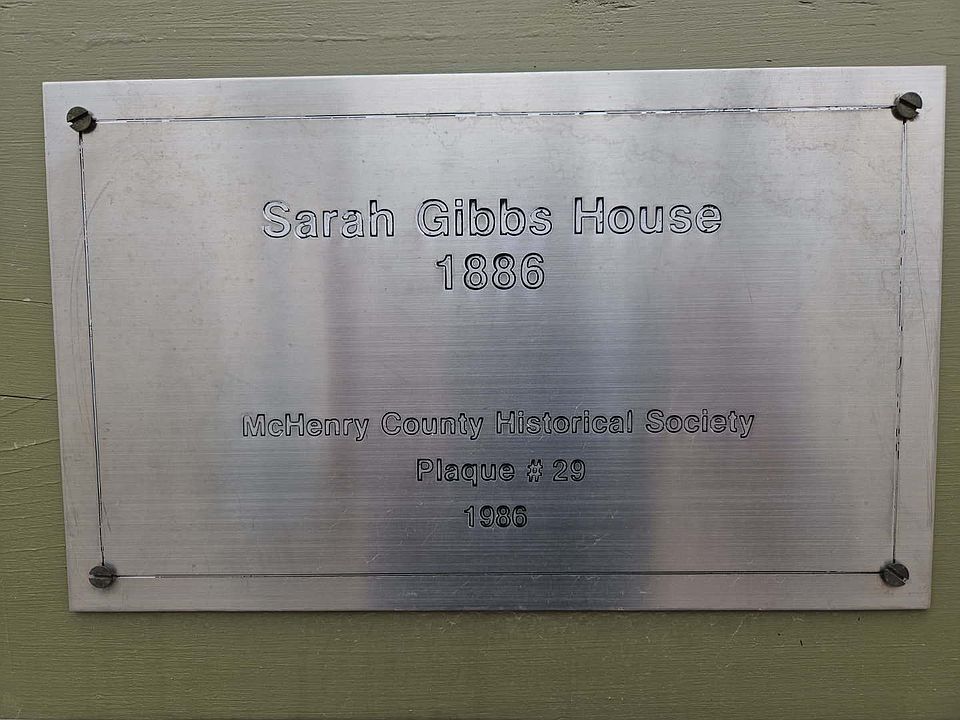 Sarah Gibbs House
1886
McHenry County Historical Society
Plaque # 29
1986